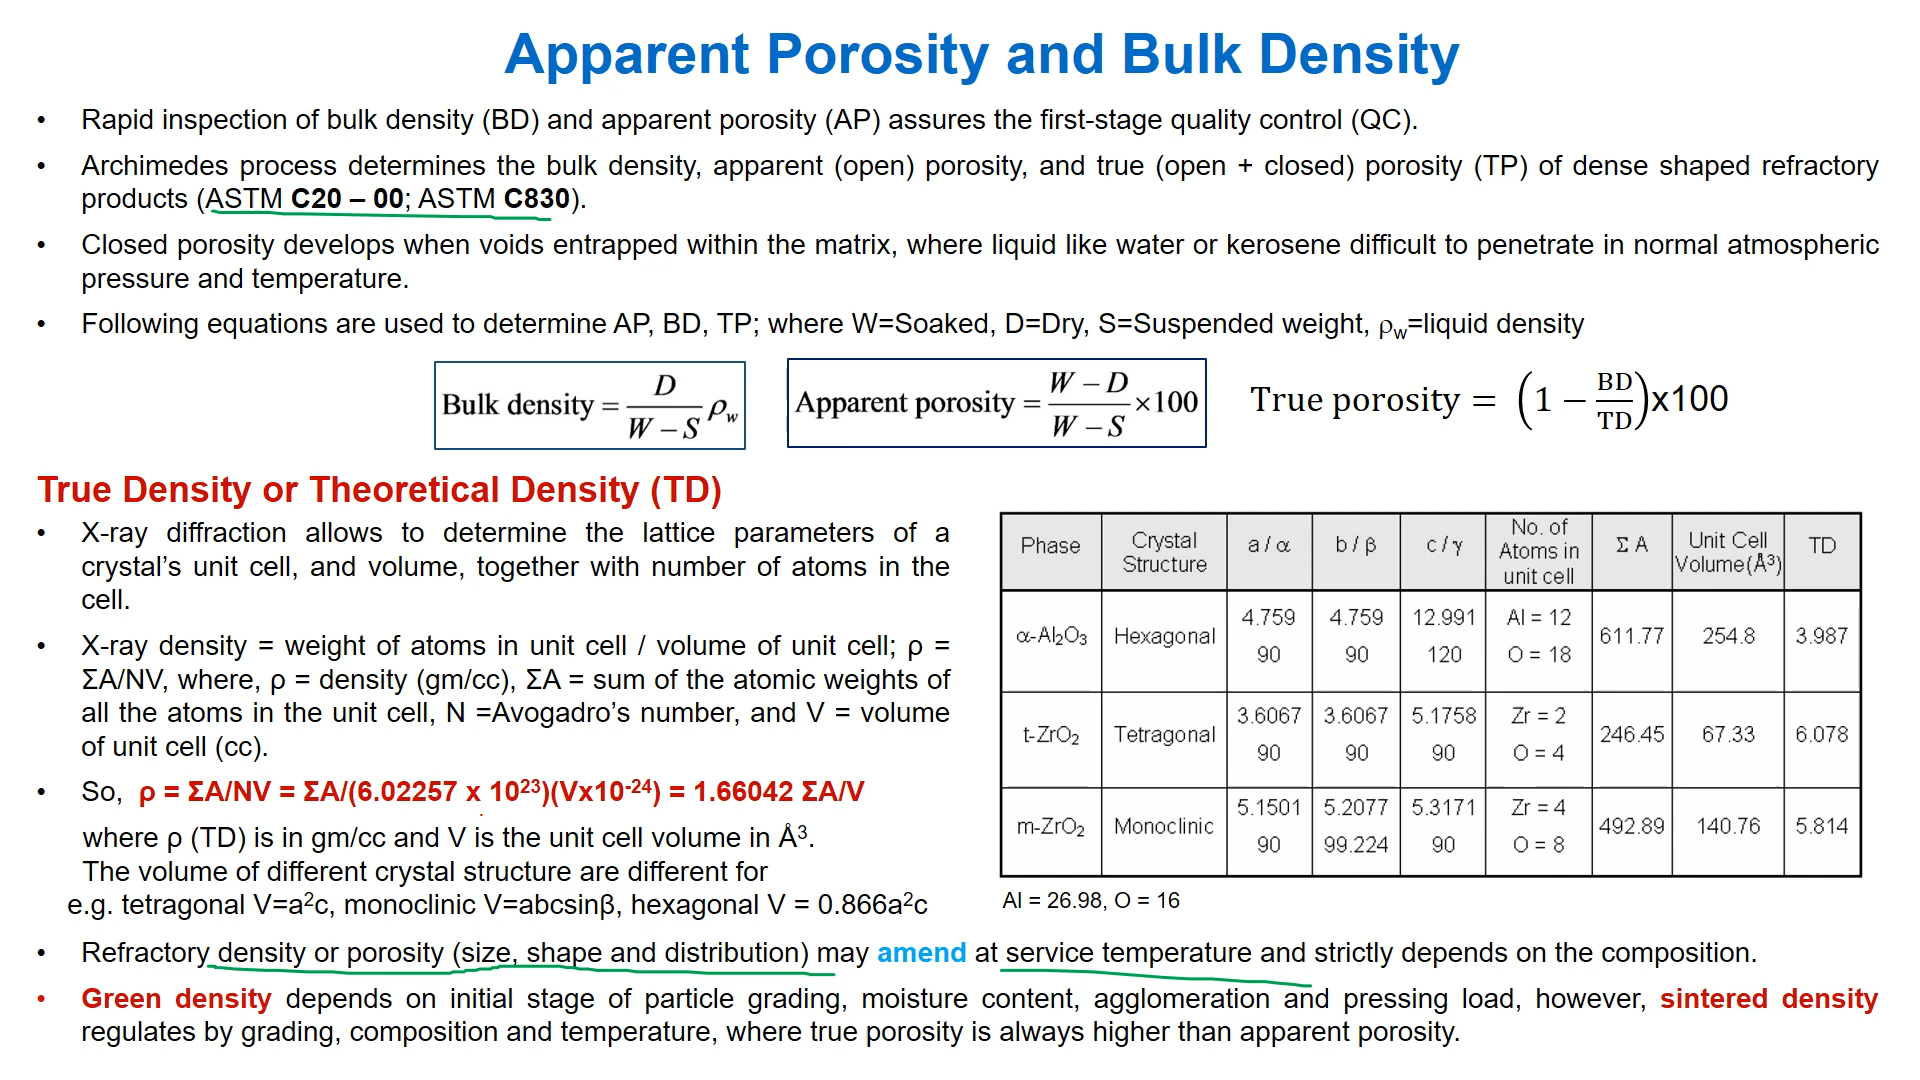 Apparent Porosity and Bulk Density
• Rapid inspection of bulk density (BD) and apparent porosity (AP) assures the first-stage quality control (QC).
• Archimedes process determines the bulk density, apparent (open) porosity, and true (open + closed) porosity (TP) of dense shaped refractory
products (ASTM C20 – 00; ASTM C830).
• Closed porosity develops when voids entrapped within the matrix, where liquid like water or kerosene difficult to penetrate in normal atmospheric
pressure and temperature.
• Following equations are used to determine AP, BD, TP; where W=Soaked, D=Dry, S=Suspended weight, ρw=liquid density
Bulk density = D / (W – S) ρw
Apparent porosity = (W – D) / (W – S) ×100
True porosity = (1 − BD/TD)x100
True Density or Theoretical Density (TD)
• X-ray diffraction allows to determine the lattice parameters of a
crystal’s unit cell, and volume, together with number of atoms in the
cell.
• X-ray density = weight of atoms in unit cell / volume of unit cell; ρ =
ΣA/NV, where, ρ = density (gm/cc), ΣA = sum of the atomic weights of
all the atoms in the unit cell, N =Avogadro’s number, and V = volume
of unit cell (cc).
• So, ρ = ΣA/NV = ΣA/(6.02257 x 10²³)(Vx10⁻²⁴) = 1.66042 ΣA/V
where ρ (TD) is in gm/cc and V is the unit cell volume in Å³.
The volume of different crystal structure are different for
e.g. tetragonal V=a²c, monoclinic V=abcsinβ, hexagonal V = 0.866a²c
Phase Crystal Structure a / α b / β c / γ No. of Atoms in unit cell Σ A Unit Cell Volume(Å³) TD
α-Al₂O₃ Hexagonal 4.759 90 4.759 90 12.991 120 Al = 12 O = 18 611.77 254.8 3.987
t-ZrO₂ Tetragonal 3.6067 90 3.6067 90 5.1758 90 Zr = 2 O = 4 246.45 67.33 6.078
m-ZrO₂ Monoclinic 5.1501 90 5.2077 99.224 5.3171 90 Zr = 4 O = 8 492.89 140.76 5.814
Al = 26.98, O = 16
• Refractory density or porosity (size, shape and distribution) may amend at service temperature and strictly depends on the composition.
• Green density depends on initial stage of particle grading, moisture content, agglomeration and pressing load, however, sintered density
regulates by grading, composition and temperature, where true porosity is always higher than apparent porosity.